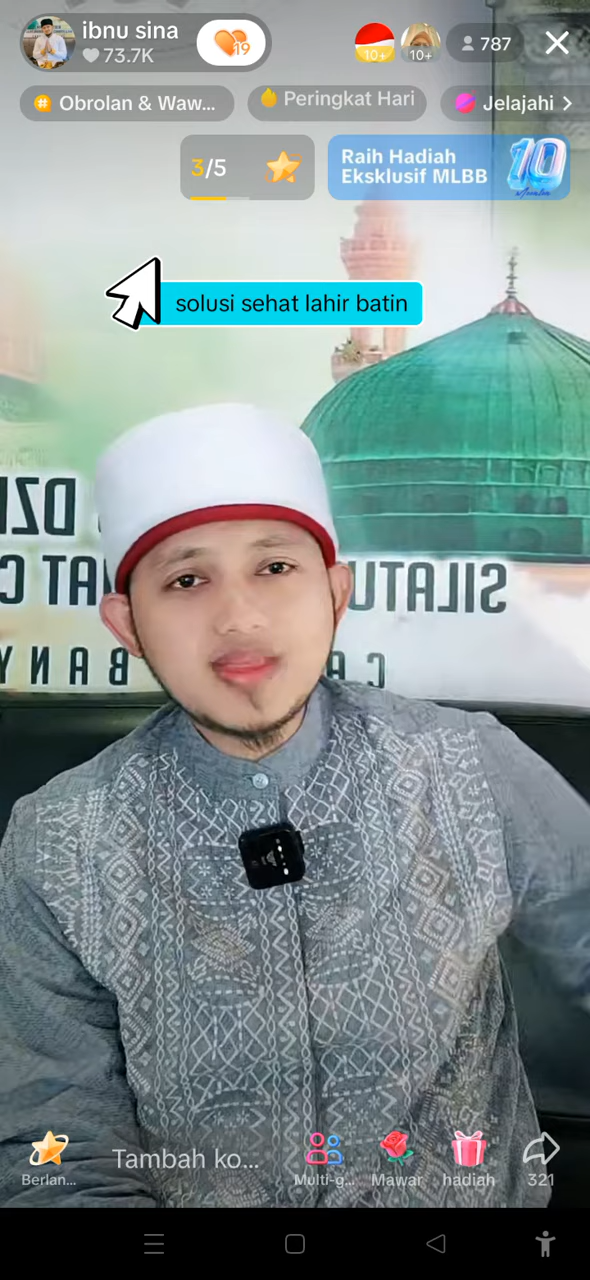 ibnu sina
73.7K
19
10+
10+
787
Obrolan & Waw...
Peringkat Hari
Jelajahi
3/5
Raih Hadiah
Eksklusif MLBB
10
solusi sehat lahir batin
SILATU
Berlan...
Tambah ko...
Multi-g...
Mawar
hadiah
321